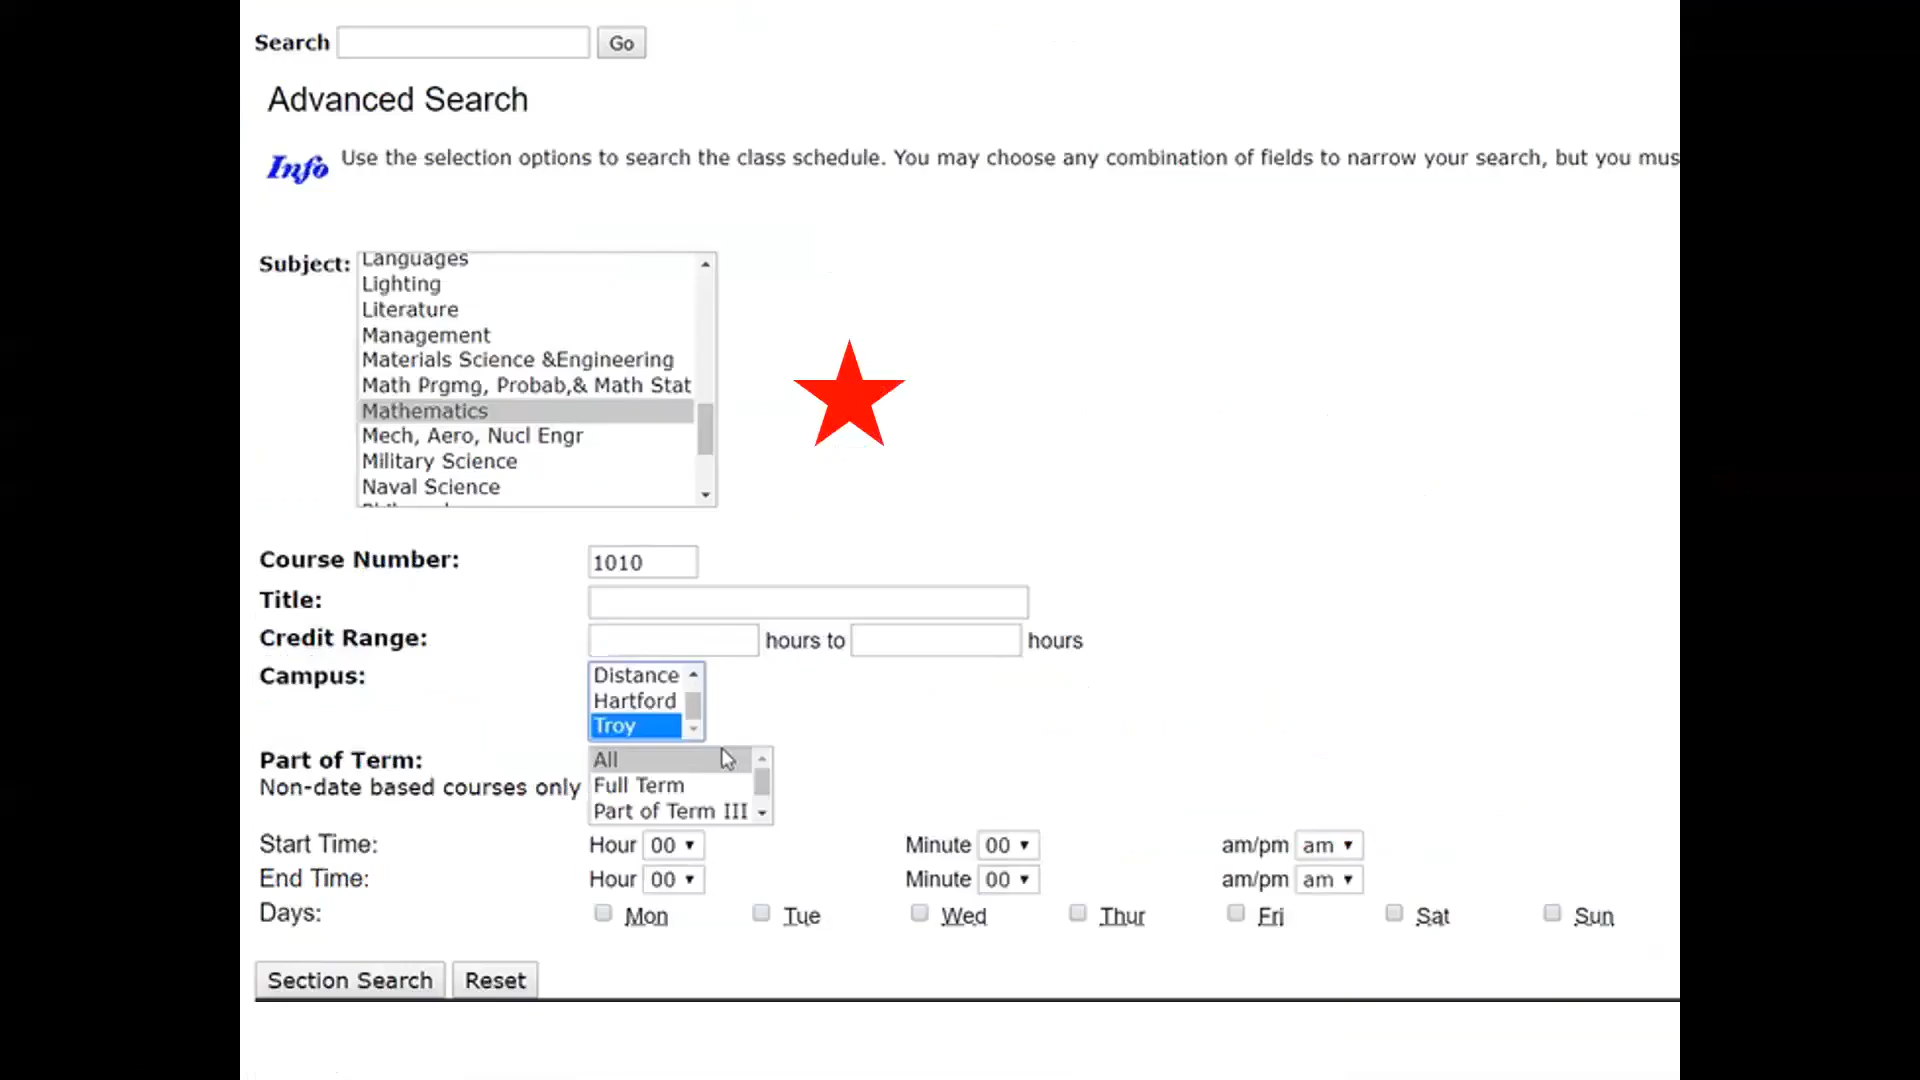 Search Go
Advanced Search
Info Use the selection options to search the class schedule. You may choose any combination of fields to narrow your search, but you mus
Subject: Languages
Lighting
Literature
Management
Materials Science &Engineering
Math Prgmg, Probab,& Math Stat
Mathematics
Mech, Aero, Nucl Engr
Military Science
Naval Science
Course Number: 1010
Title:
Credit Range: hours to hours
Campus: Distance
Hartford
Troy
Part of Term: All
Non-date based courses only Full Term
Part of Term III
Start Time: Hour 00 Minute 00 am/pm am
End Time: Hour 00 Minute 00 am/pm am
Days: Mon Tue Wed Thur Fri Sat Sun
Section Search Reset